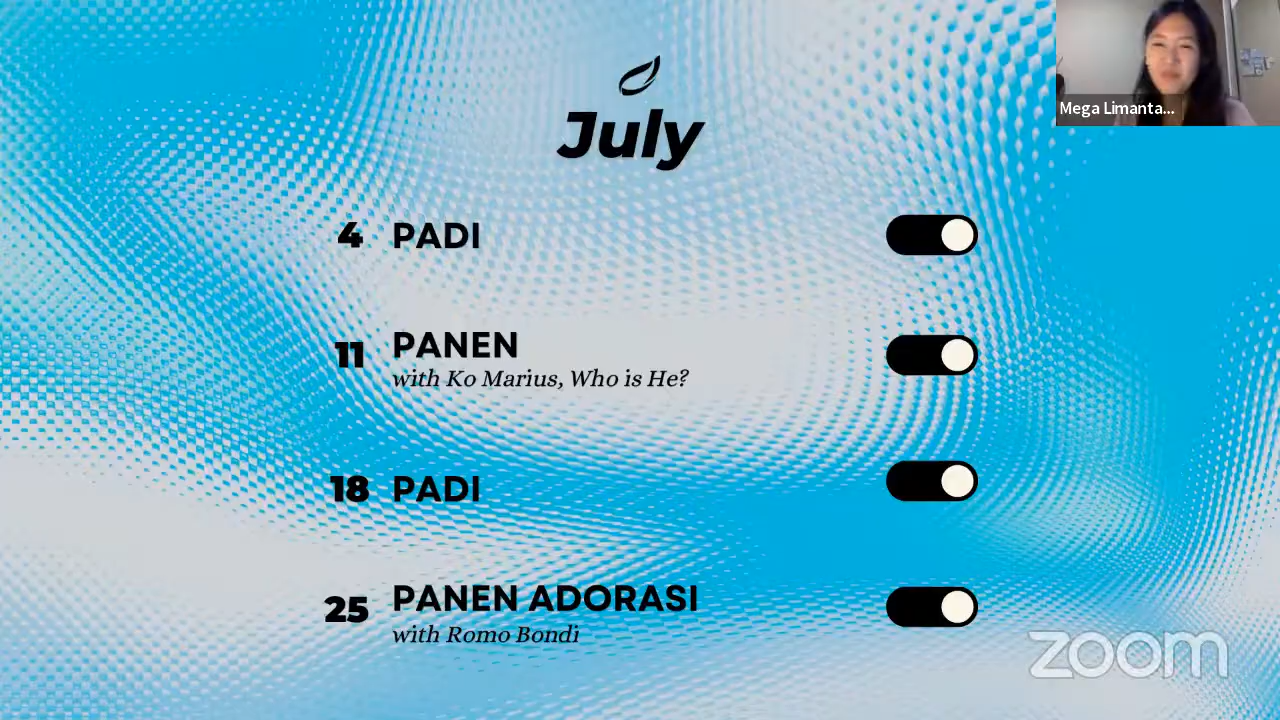 July
Mega Limanta...
4 PADI
11 PANEN
with Ko Marius, Who is He?
18 PADI
25 PANEN ADORASI
with Romo Bondi
zoom